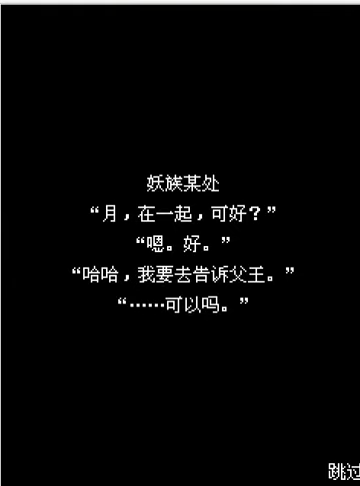 妖族某处
“月，在一起，可好？”
“嗯。好。”
“哈哈，我要去告诉父王。”
“……可以吗。”
跳过